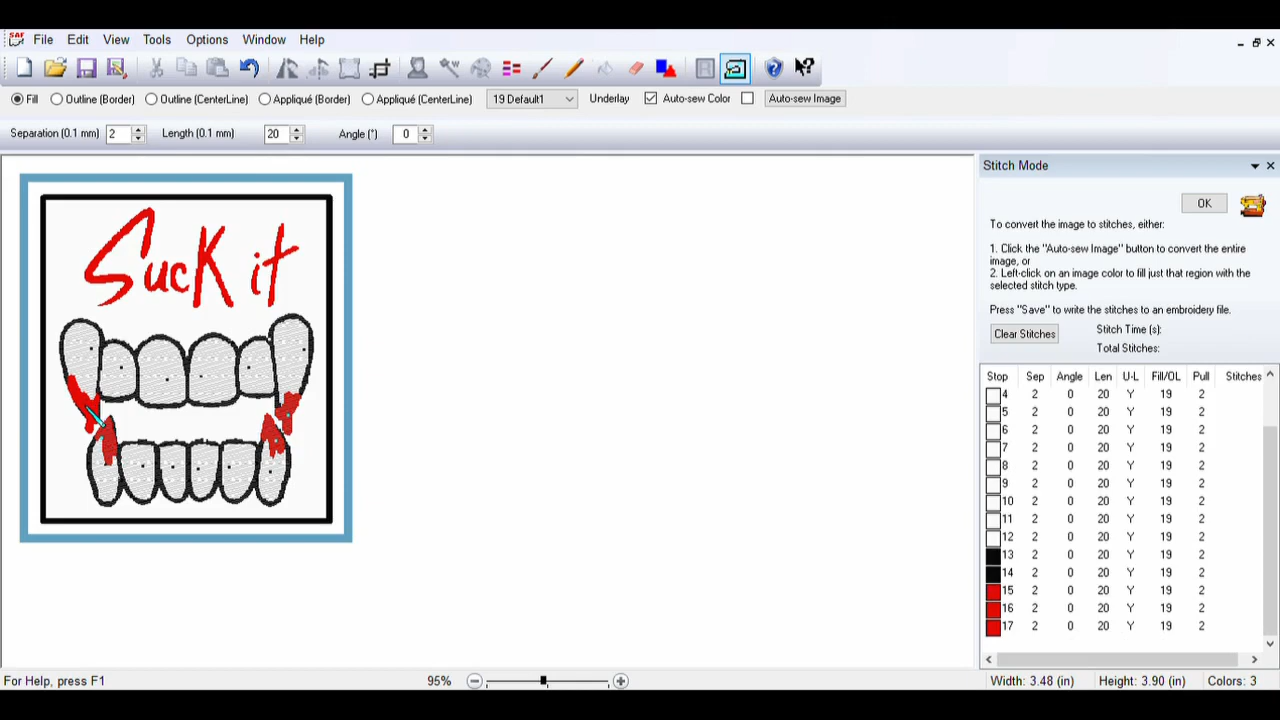 File Edit View Tools Options Window Help
Fill Outline (Border) Outline (CenterLine) Appliqué (Border) Appliqué (CenterLine) 19 Default1 Underlay Auto-sew Color Auto-sew Image
Separation (0.1 mm) 2 Length (0.1 mm) 20 Angle (°) 0
Suck it
Stitch Mode
OK
To convert the image to stitches, either:
1. Click the "Auto-sew Image" button to convert the entire
image, or
2. Left-click on an image color to fill just that region with the
selected stitch type.
Press "Save" to write the stitches to an embroidery file.
Clear Stitches Stitch Time (s):
Total Stitches:
Stop Sep Angle Len U-L Fill/OL Pull Stitches
4 2 0 20 Y 19 2
5 2 0 20 Y 19 2
6 2 0 20 Y 19 2
7 2 0 20 Y 19 2
8 2 0 20 Y 19 2
9 2 0 20 Y 19 2
10 2 0 20 Y 19 2
11 2 0 20 Y 19 2
12 2 0 20 Y 19 2
13 2 0 20 Y 19 2
14 2 0 20 Y 19 2
15 2 0 20 Y 19 2
16 2 0 20 Y 19 2
17 2 0 20 Y 19 2
For Help, press F1 95% Width: 3.48 (in) Height: 3.90 (in) Colors: 3